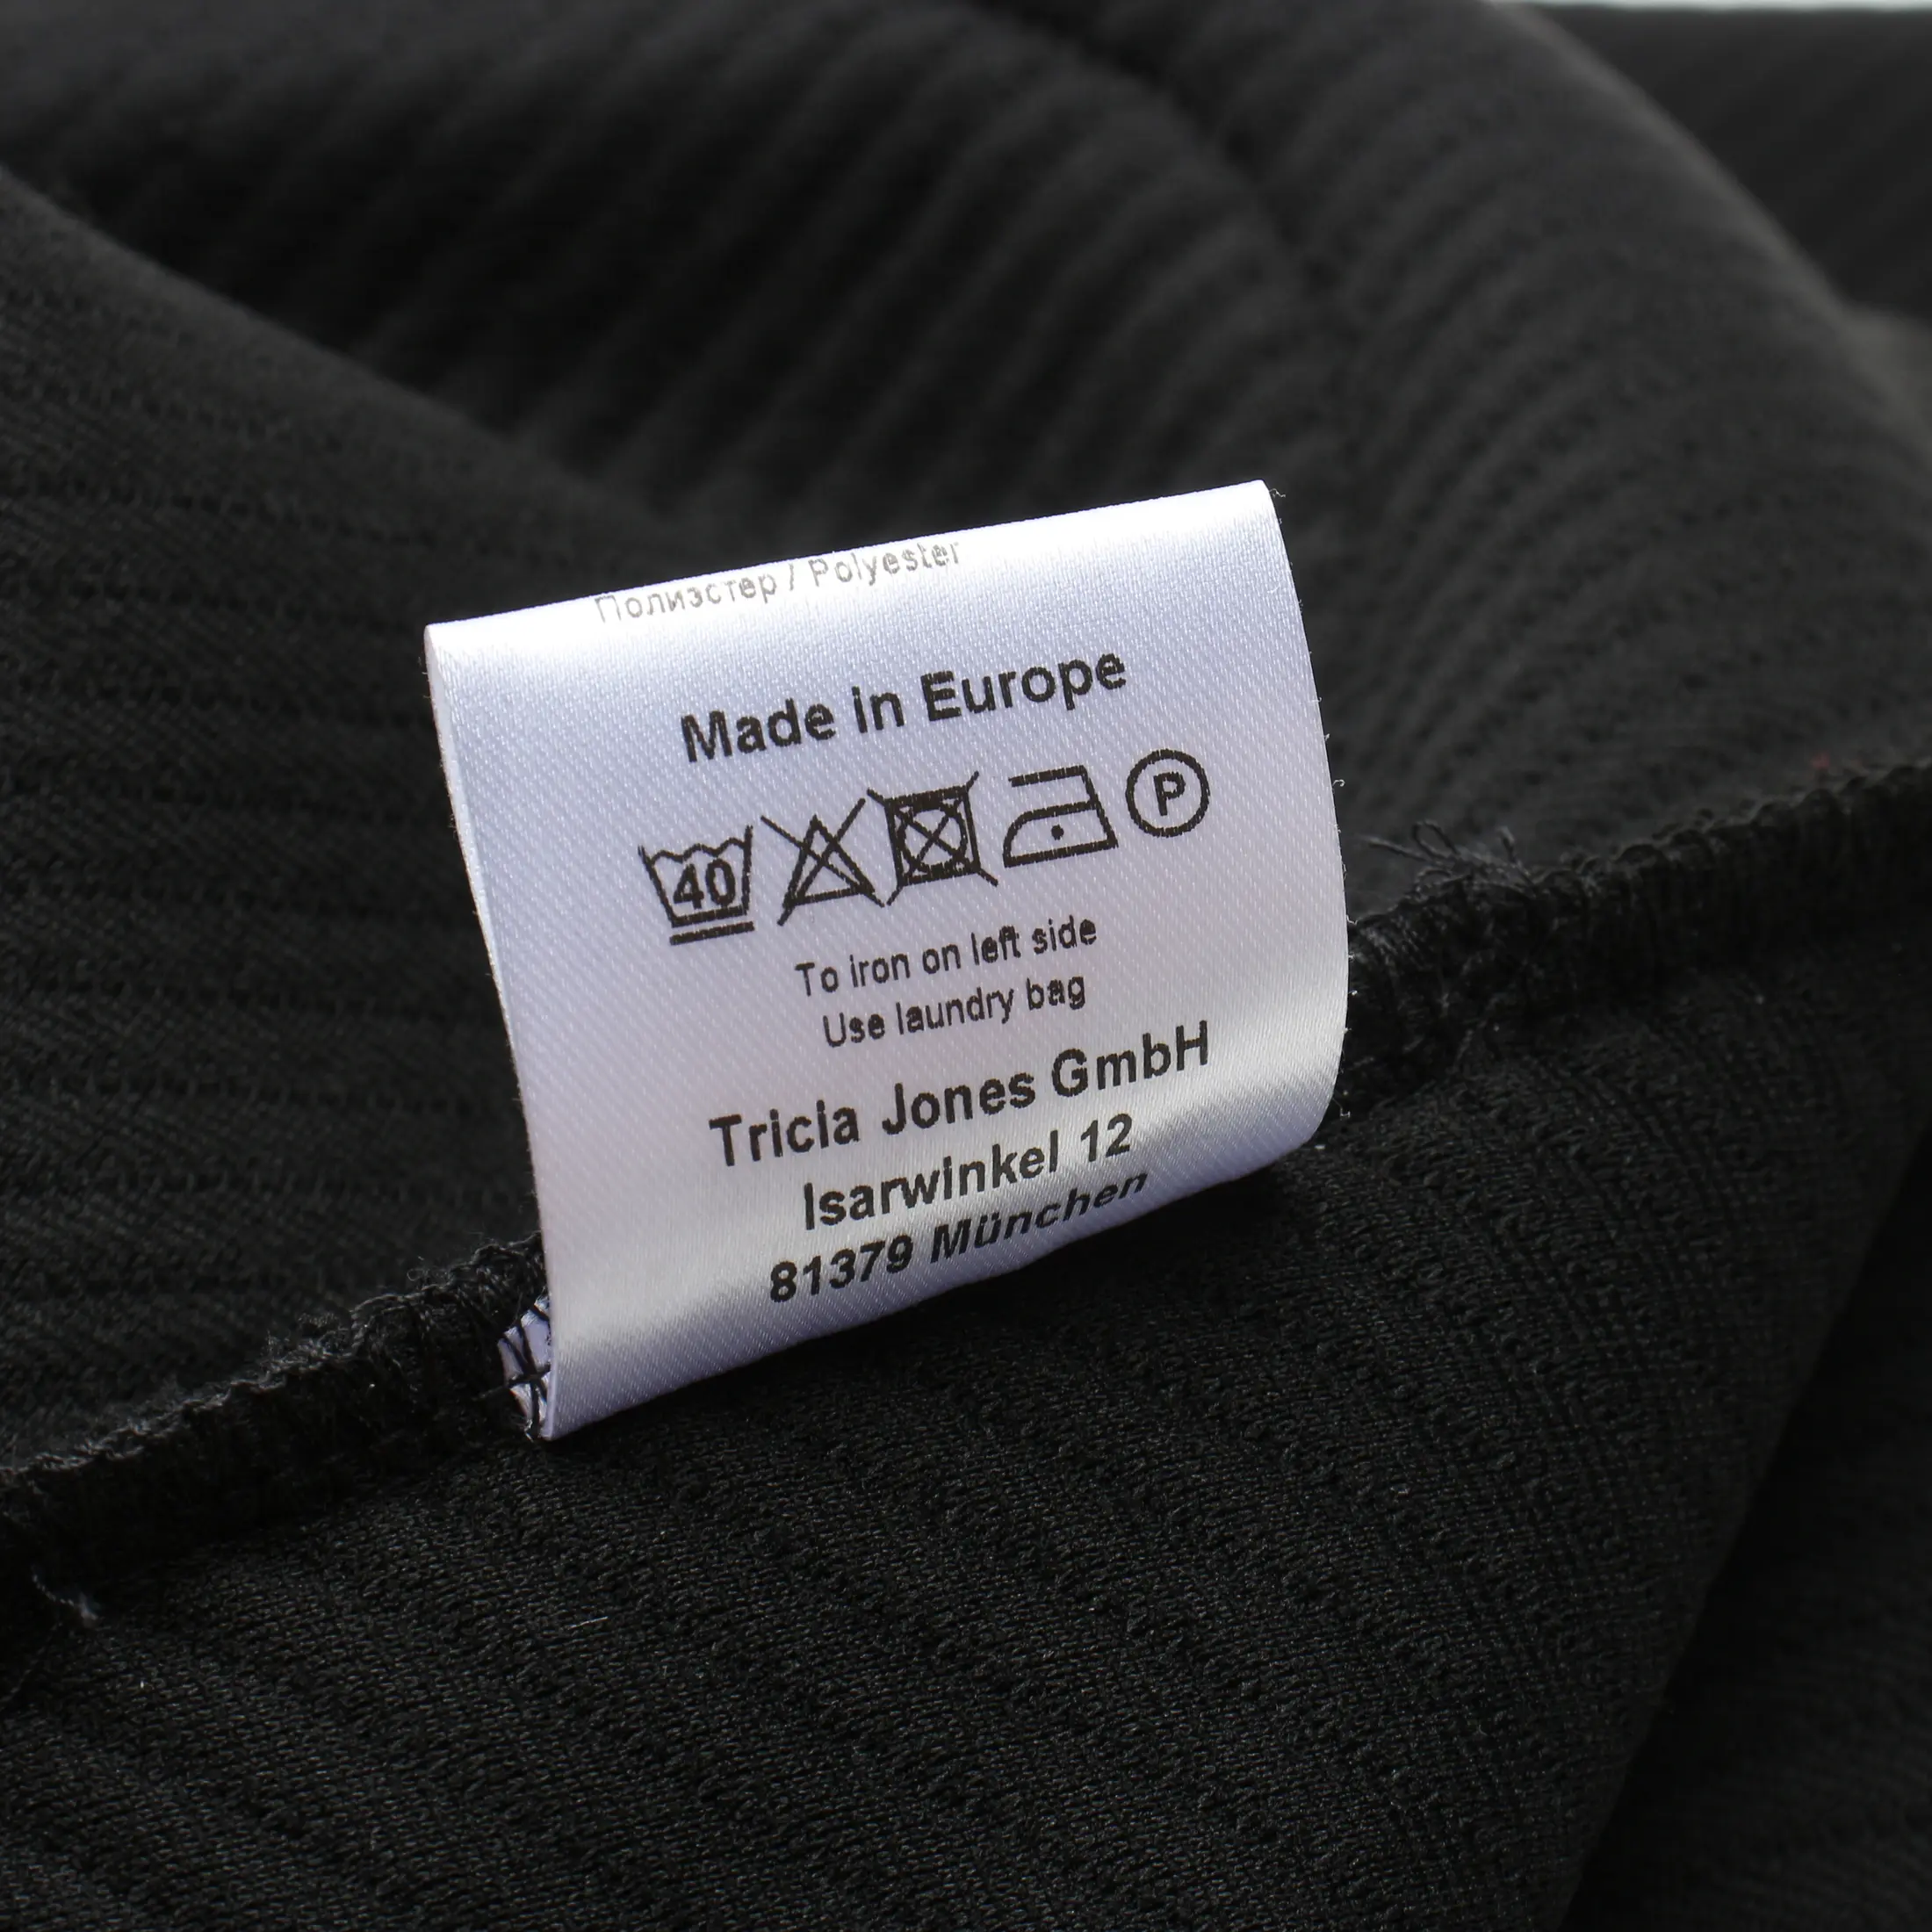 Полиэстер / Polyester
Made in Europe
40 P
To iron on left side
Use laundry bag
Tricia Jones GmbH
Isarwinkel 12
81379 München